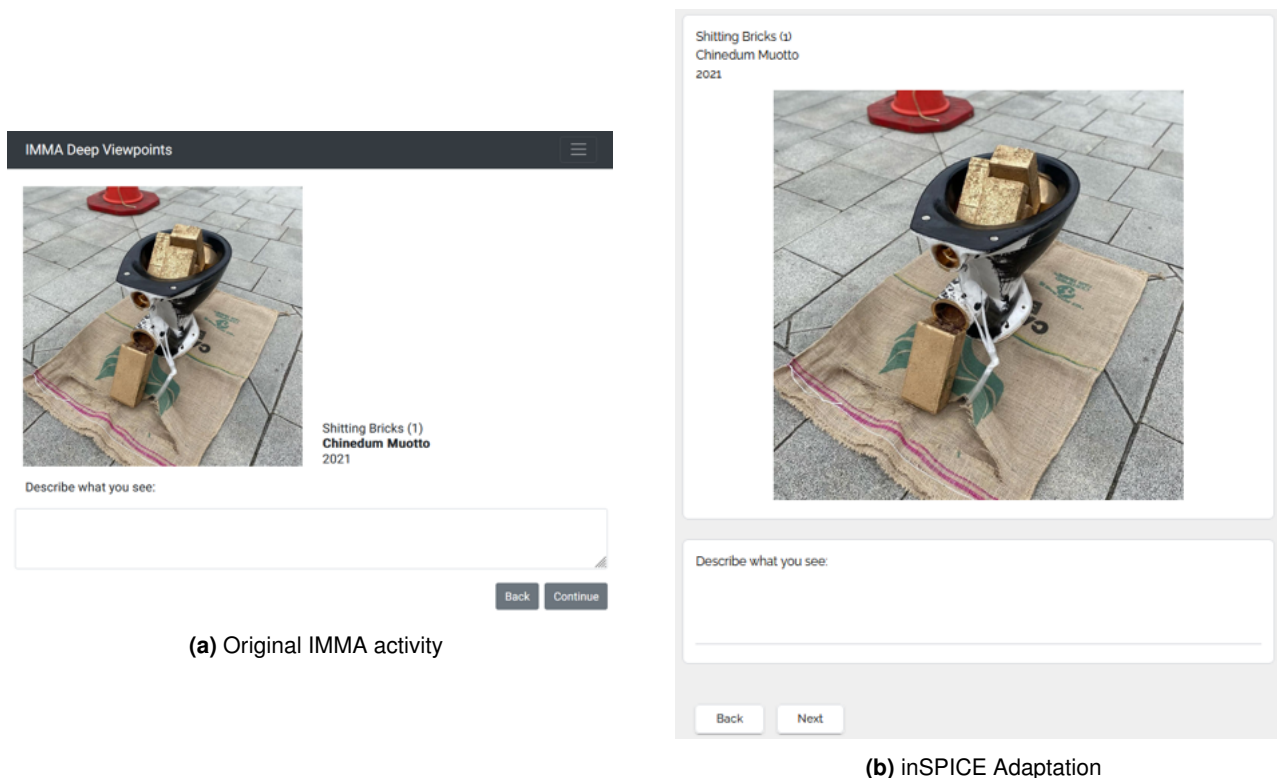 IMMA Deep Viewpoints
Shitting Bricks (1)
Chinedum Muotto
2021
Describe what you see:
Back
Continue
(a) Original IMMA activity
Shitting Bricks (1)
Chinedum Muotto
2021
Describe what you see:
Back
Next
(b) inSPICE Adaptation